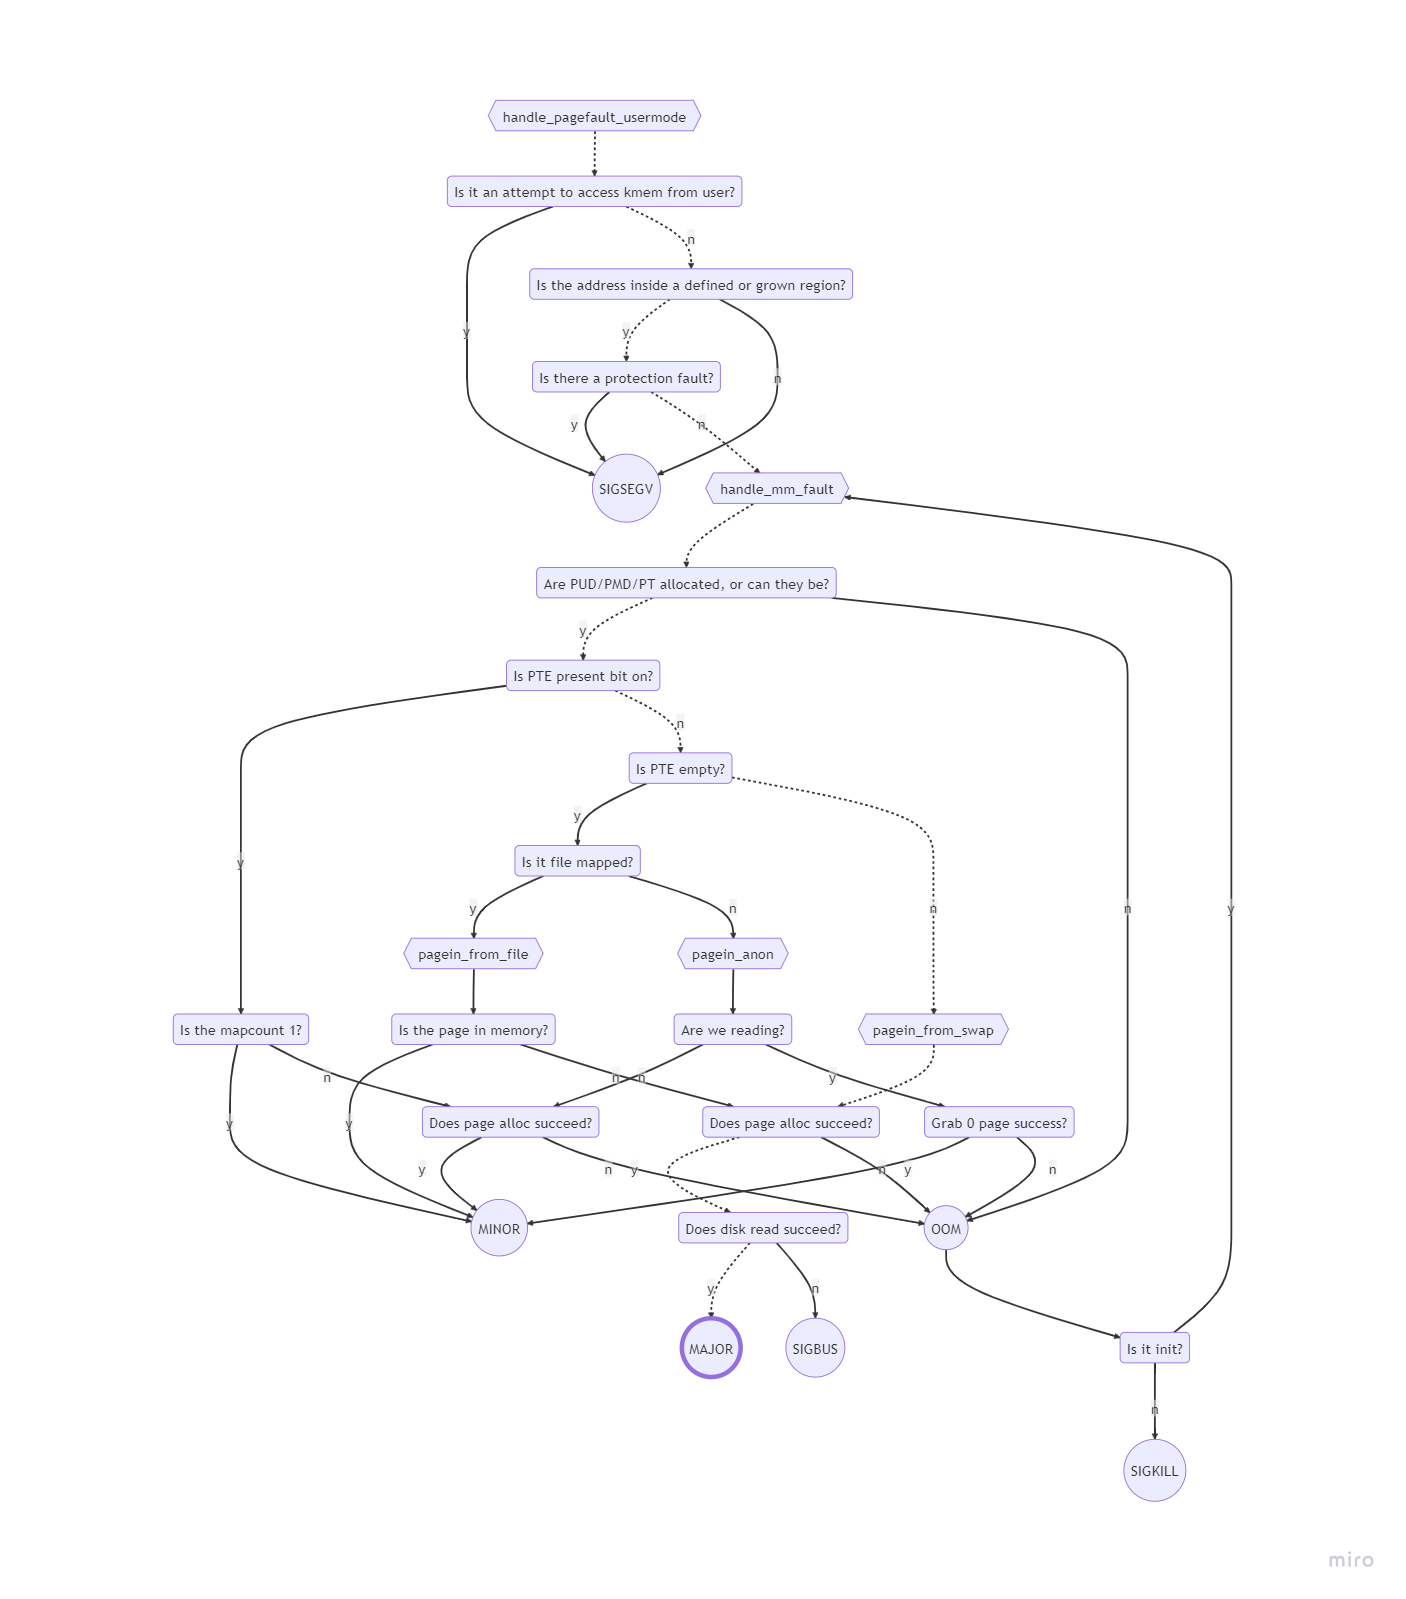 handle_pagefault_usermode
Is it an attempt to access kmem from user?
n
Is the address inside a defined or grown region?
y
y
Is there a protection fault?
n
y
n
SIGSEGV
handle_mm_fault
Are PUD/PMD/PT allocated, or can they be?
y
Is PTE present bit on?
n
Is PTE empty?
y
Is it file mapped?
y
y
n
n
n
y
pagein_from_file
pagein_anon
Is the mapcount 1?
Is the page in memory?
Are we reading?
pagein_from_swap
n
n
n
y
y
y
Does page alloc succeed?
Does page alloc succeed?
Grab 0 page success?
y
n
y
n
y
n
MINOR
Does disk read succeed?
OOM
y
n
MAJOR
SIGBUS
Is it init?
n
SIGKILL
miro